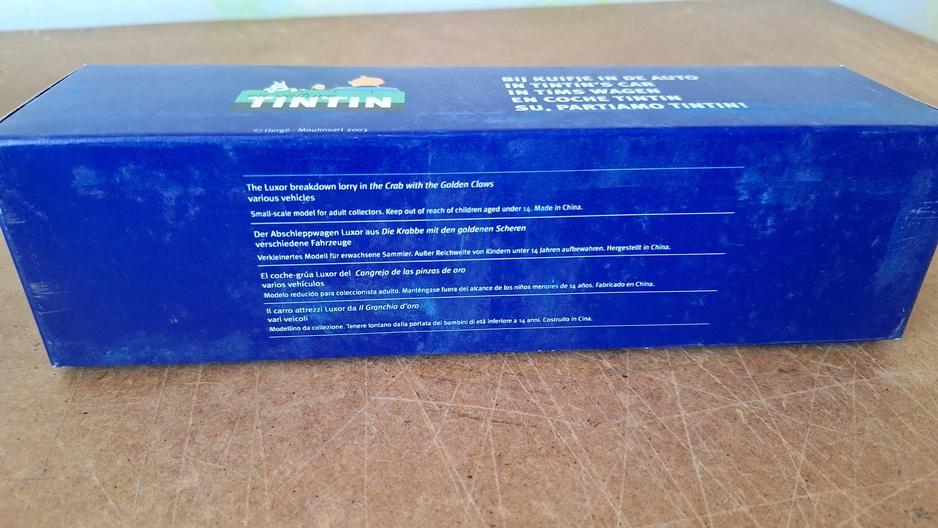 TINTIN
© Hergé - Moulinsart 2003
BIJ KUIFJE IN DE AUTO
IN TINTIN'S CAR
IN TIMS WAGEN
EN COCHE TINTIN
SU, PARTIAMO TINTIN!
The Luxor breakdown lorry in the Crab with the Golden Claws
various vehicles
Small-scale model for adult collectors. Keep out of reach of children aged under 14. Made in China.
Der Abschleppwagen Luxor aus Die Krabbe mit den goldenen Scheren
verschiedene Fahrzeuge
Verkleinertes Modell für erwachsene Sammler. Außer Reichweite von Kindern unter 14 Jahren aufbewahren. Hergestellt in China.
El coche-grúa Luxor del Cangrejo de las pinzas de oro
varios vehículos
Modelo reducido para coleccionista adulto. Manténgase fuera del alcance de los niños menores de 14 años. Fabricado en China.
Il carro attrezzi Luxor da Il Granchio d'oro
vari veicoli
Modellino da collezione. Tenere lontano dalla portata dei bambini di età inferiore a 14 anni. Costruito in Cina.